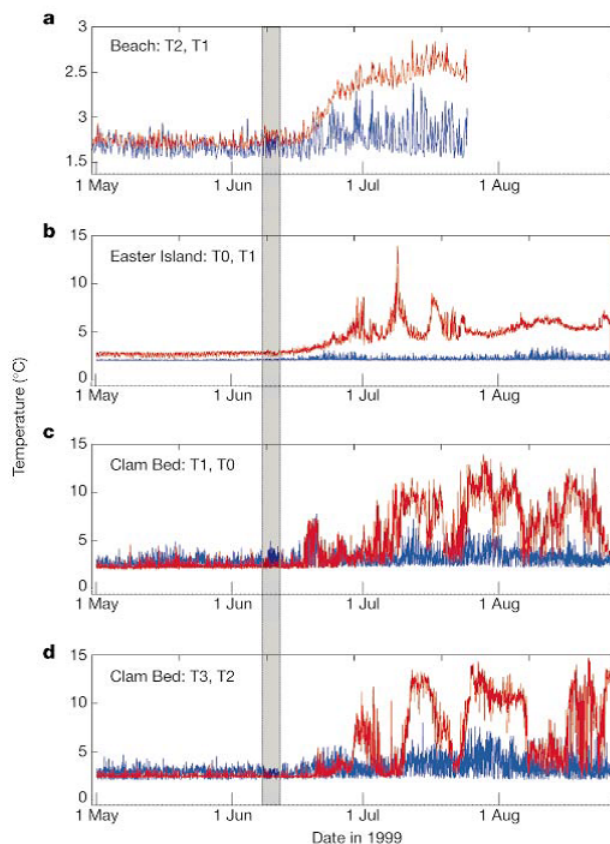 a
3
Beach: T2, T1
2.5
3
1.5
1 May 1 Jun 1 Jul 1 Aug
b
15
Easter Island: T0, T1
10
5
0
1 May 1 Jun 1 Jul 1 Aug
Temperature (°C)
c
15
Clam Bed: T1, T0
10
5
0
1 May 1 Jun 1 Jul 1 Aug
d
15
Clam Bed: T3, T2
10
5
0
1 May 1 Jun 1 Jul 1 Aug
Date in 1999